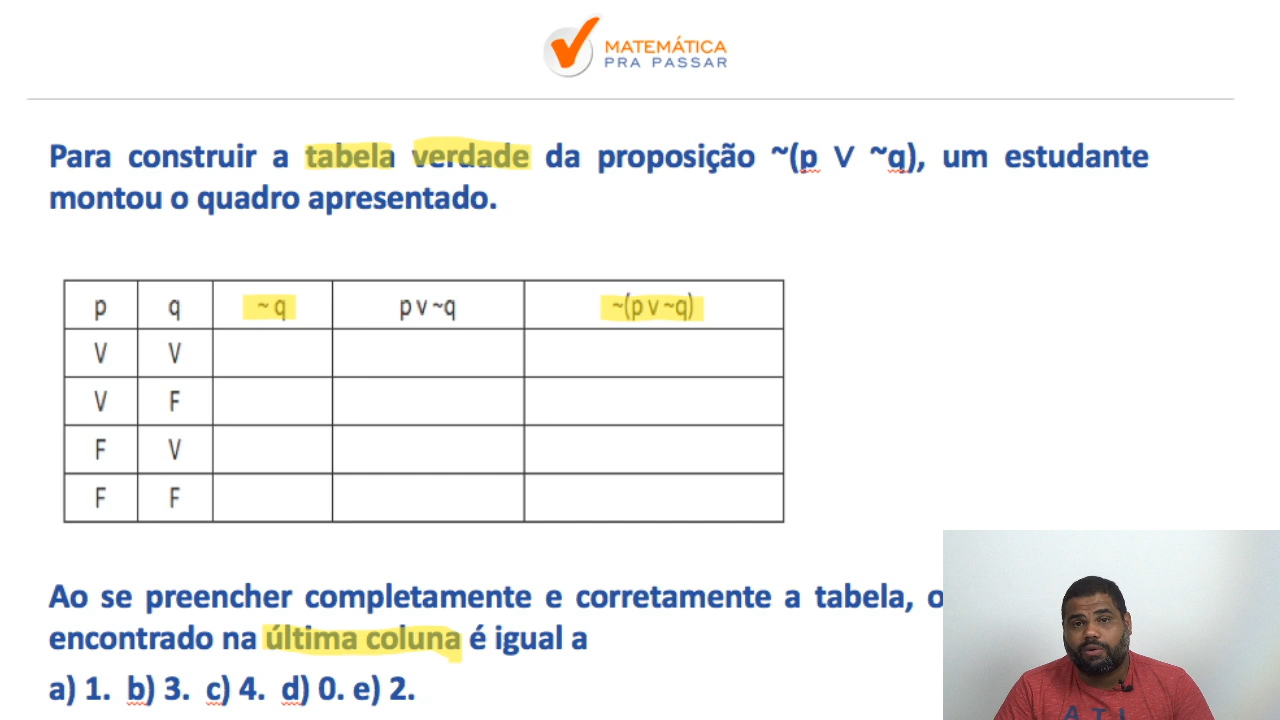 MATEMÁTICA
PRA PASSAR
Para construir a tabela verdade da proposição ~(p ∨ ~q), um estudante
montou o quadro apresentado.
p q ~ q p v ~q ~(p v ~q)
V V
V F
F V
F F
Ao se preencher completamente e corretamente a tabela, o
encontrado na última coluna é igual a
a) 1. b) 3. c) 4. d) 0. e) 2.